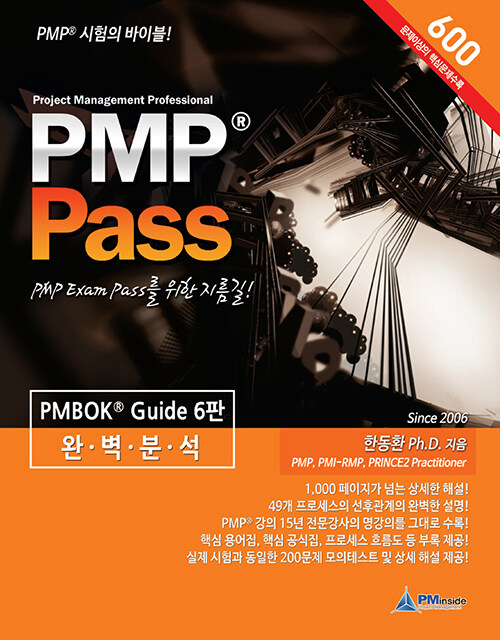 PMP® 시험의 바이블!
600
문제이상의 핵심문제수록
Project Management Professional
PMP®
Pass
PMP Exam Pass를 위한 지름길!
PMBOK® Guide 6판
완·벽·분·석
Since 2006
한동환 Ph.D. 지음
PMP, PMI-RMP, PRINCE2 Practitioner
1,000 페이지가 넘는 상세한 해설!
49개 프로세스의 선후관계의 완벽한 설명!
PMP® 강의 15년 전문강사의 명강의를 그대로 수록!
핵심 용어집, 핵심 공식집, 프로세스 흐름도 등 부록 제공!
실제 시험과 동일한 200문제 모의테스트 및 상세 해설 제공!
PMinside